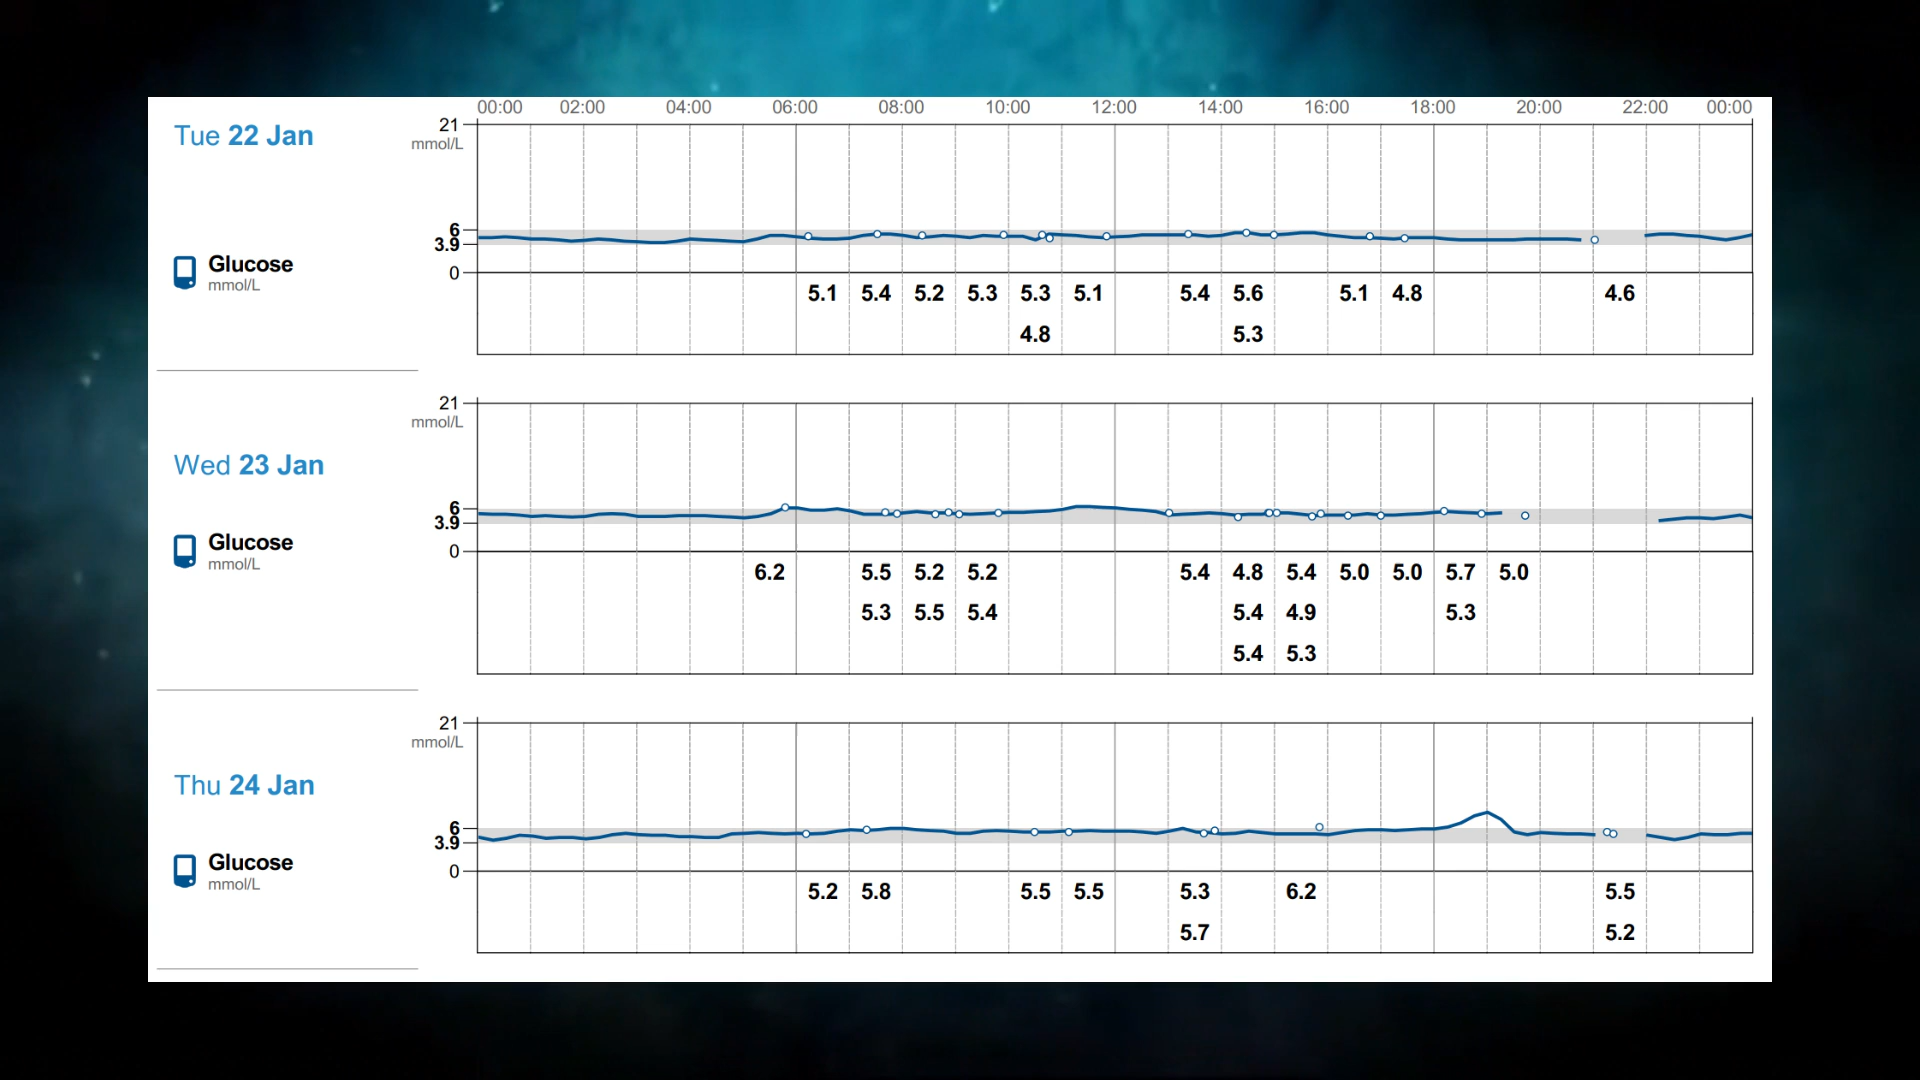 00:00 02:00 04:00 06:00 08:00 10:00 12:00 14:00 16:00 18:00 20:00 22:00 00:00
Tue 22 Jan
21
mmol/L
6
3.9
0
Glucose
mmol/L
5.1 5.4 5.2 5.3 5.3 5.1 5.4 5.6 5.1 4.8 4.6
4.8 5.3
Wed 23 Jan
21
mmol/L
6
3.9
0
Glucose
mmol/L
6.2 5.5 5.2 5.2 5.4 4.8 5.4 5.0 5.0 5.7 5.0
5.3 5.5 5.4 5.4 4.9 5.3
5.4 5.3
Thu 24 Jan
21
mmol/L
6
3.9
0
Glucose
mmol/L
5.2 5.8 5.5 5.5 5.3 6.2 5.5
5.7 5.2